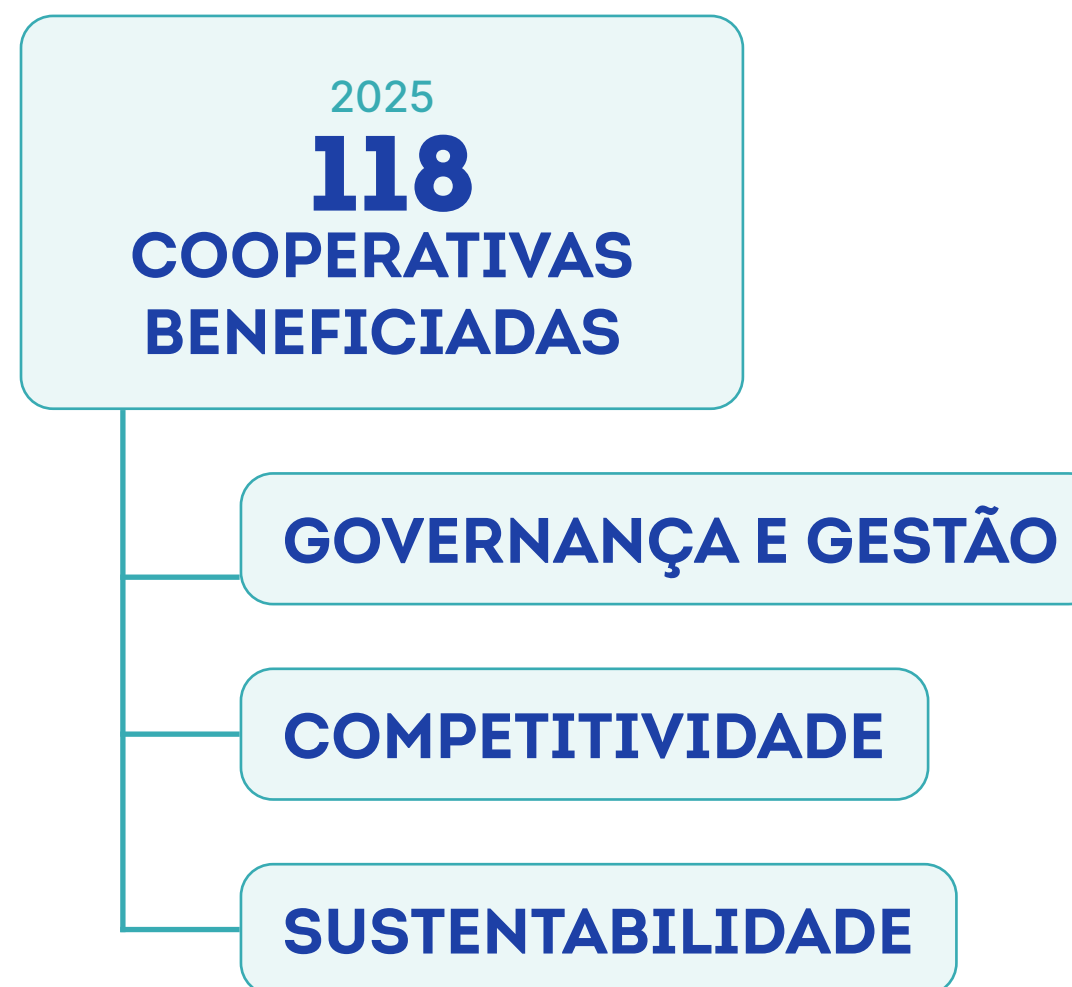 2025
118
COOPERATIVAS
BENEFICIADAS
GOVERNANÇA E GESTÃO
COMPETITIVIDADE
SUSTENTABILIDADE